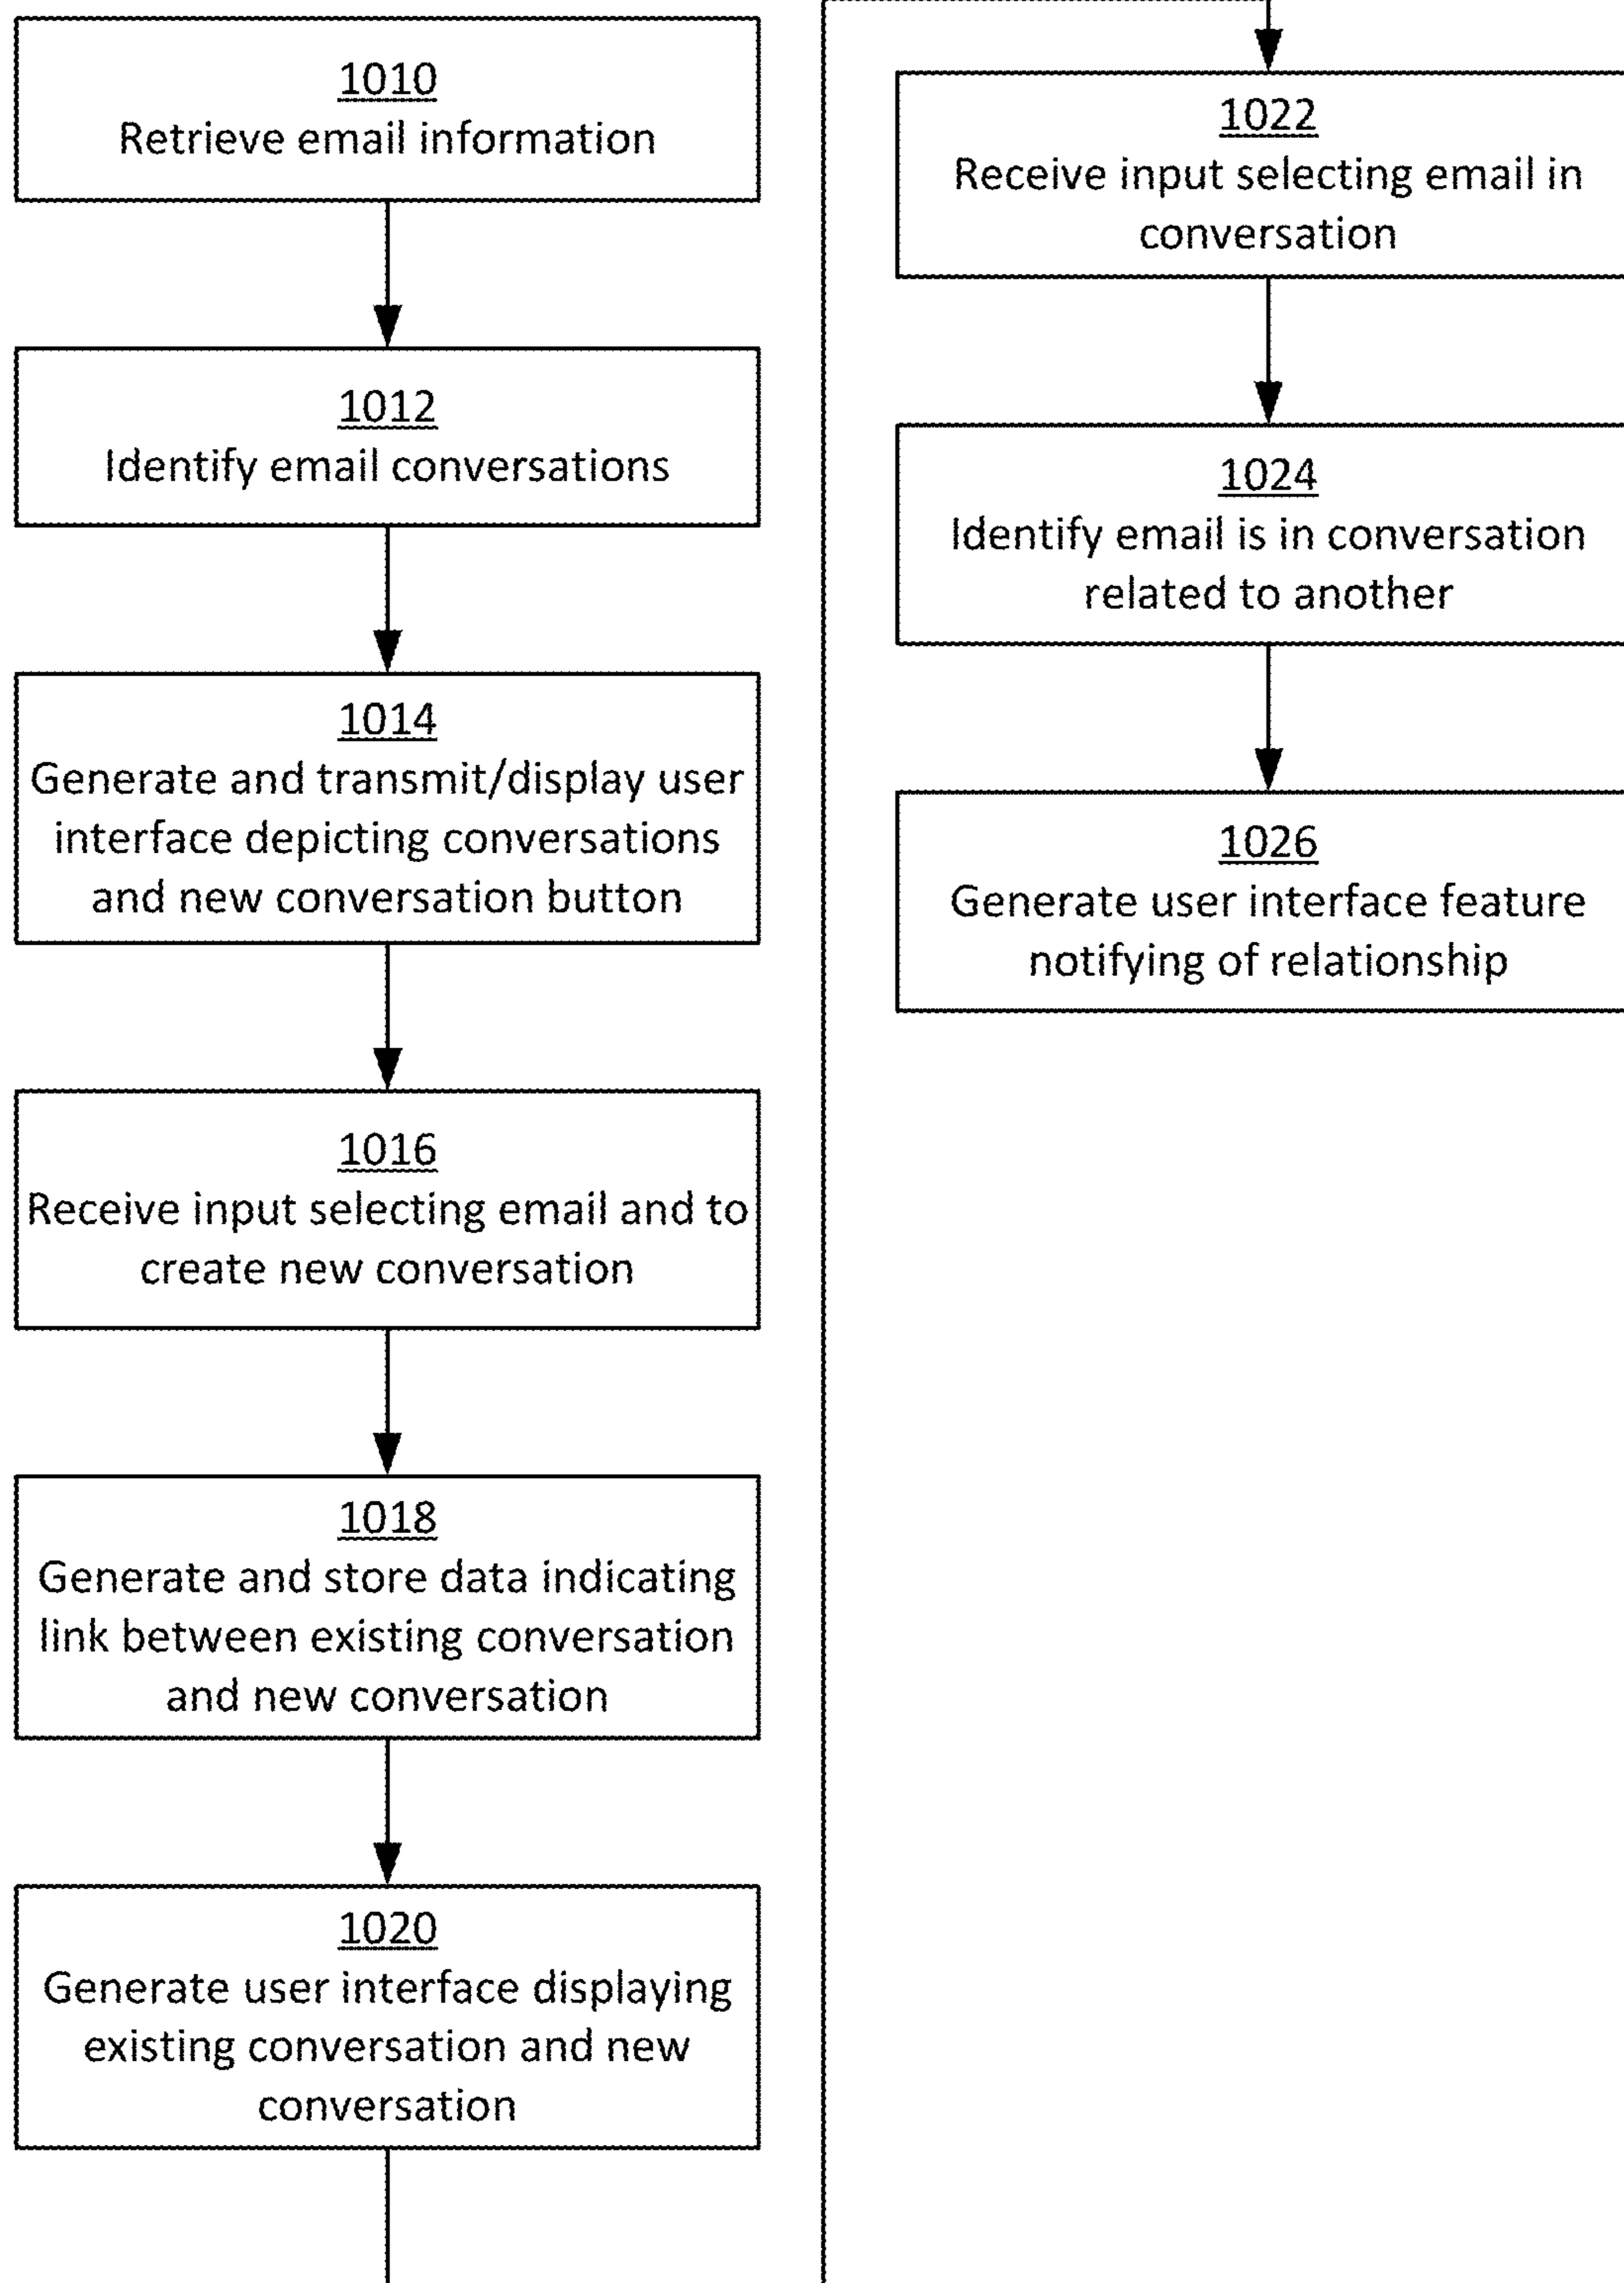 1010
Retrieve email information
1012
Identify email conversations
1014
Generate and transmit/display user
interface depicting conversations
and new conversation button
1016
Receive input selecting email and to
create new conversation
1018
Generate and store data indicating
link between existing conversation
and new conversation
1020
Generate user interface displaying
existing conversation and new
conversation
1022
Receive input selecting email in
conversation
1024
Identify email is in conversation
related to another
1026
Generate user interface feature
notifying of relationship